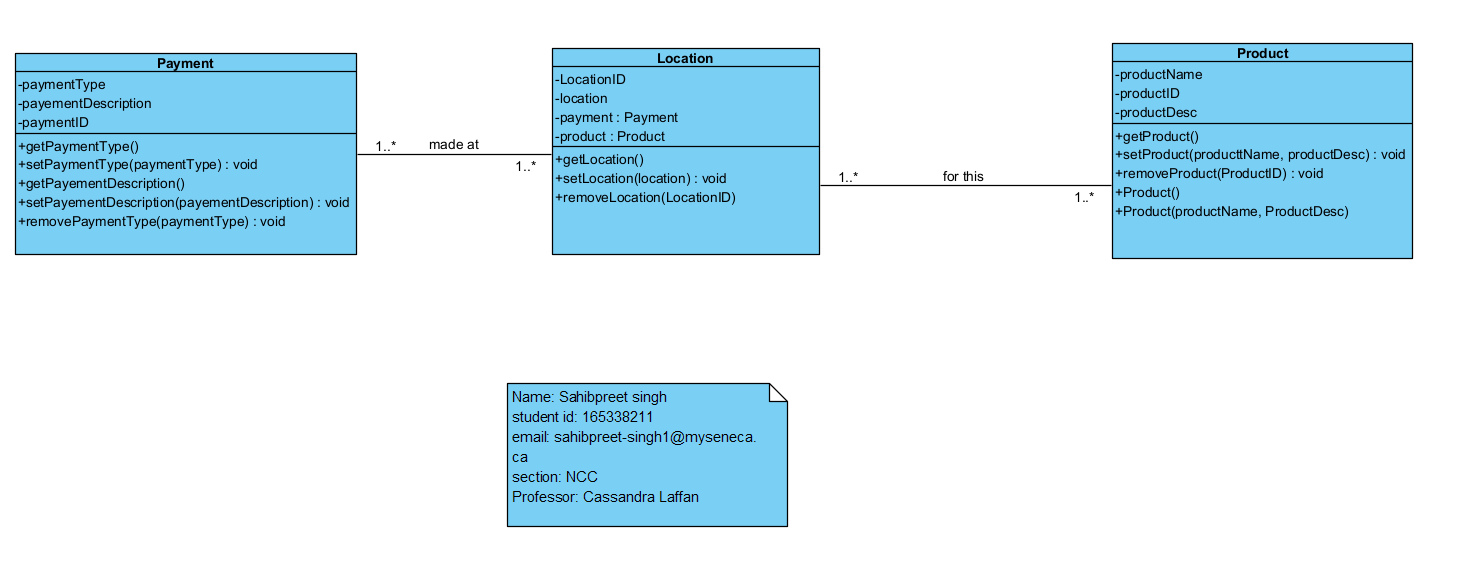 Payment
-paymentType
-payementDescription
-paymentID
+getPaymentType()
+setPaymentType(paymentType) : void
+getPayementDescription()
+setPayementDescription(payementDescription) : void
+removePaymentType(paymentType) : void
1..*
made at
1..*
Location
-LocationID
-location
-payment : Payment
-product : Product
+getLocation()
+setLocation(location) : void
+removeLocation(LocationID)
1..*
for this
1..*
Product
-productName
-productID
-productDesc
+getProduct()
+setProduct(producttName, productDesc) : void
+removeProduct(ProductID) : void
+Product()
+Product(productName, ProductDesc)
Name: Sahibpreet singh
student id: 165338211
email: sahibpreet-singh1@myseneca.
ca
section: NCC
Professor: Cassandra Laffan